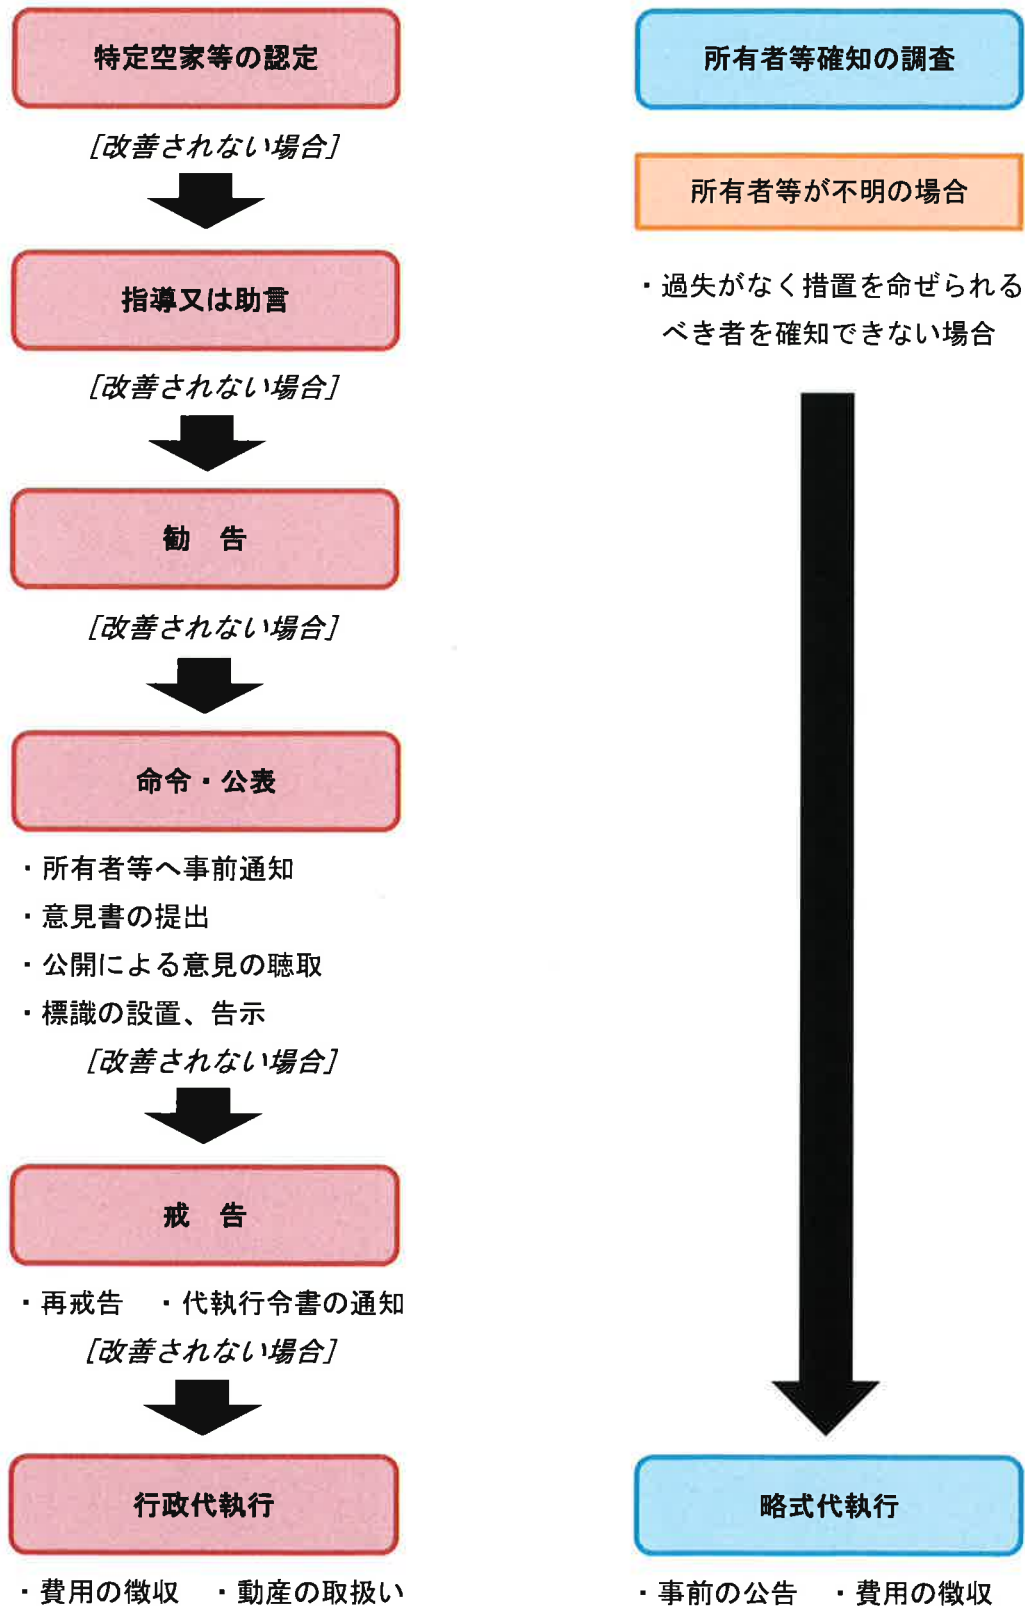 特定空家等の認定
[改善されない場合]
指導又は助言
[改善されない場合]
勧 告
[改善されない場合]
命令・公表
・所有者等へ事前通知
・意見書の提出
・公開による意見の聴取
・標識の設置、告示
[改善されない場合]
戒 告
・再戒告 ・代執行令書の通知
[改善されない場合]
行政代執行
・費用の徴収 ・動産の取扱い
所有者等確知の調査
所有者等が不明の場合
・過失がなく措置を命ぜられる
べき者を確知できない場合
略式代執行
・事前の公告 ・費用の徴収